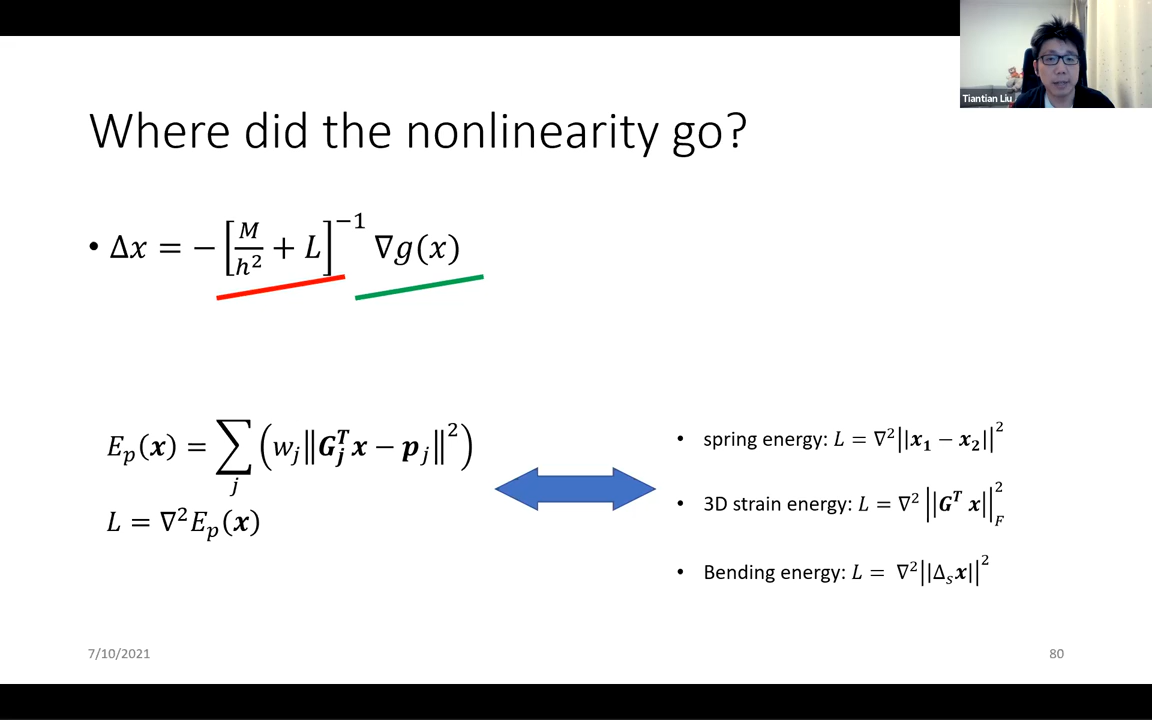 Tiantian Liu
Where did the nonlinearity go?
• Δx = −[M/h² + L]⁻¹ ∇g(x)
E_p(x) = ∑_j (w_j‖G_j^T x − p_j‖²)
L = ∇²E_p(x)
• spring energy: L = ∇²||x₁ − x₂||²
• 3D strain energy: L = ∇²||G^T x||_F²
• Bending energy: L = ∇²||Δ_s x||²
7/10/2021
80